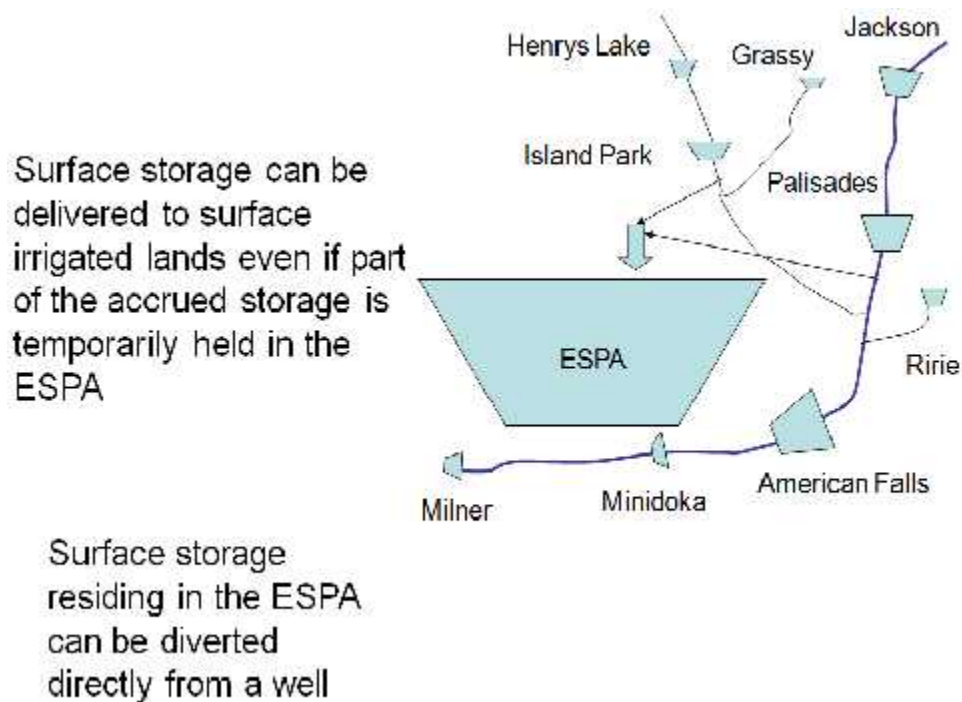 Henrys Lake
Grassy
Jackson
Island Park
Palisades
Surface storage can be
delivered to surface
irrigated lands even if part
of the accrued storage is
temporarily held in the
ESPA
ESPA
Ririe
American Falls
Minidoka
Milner
Surface storage
residing in the ESPA
can be diverted
directly from a well